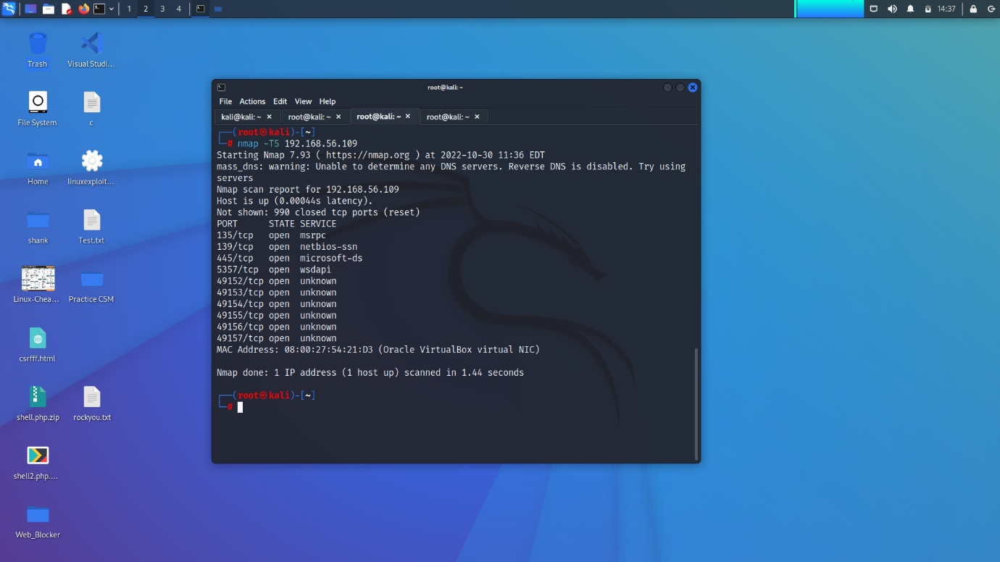 1 2 3 4
14:37
Trash
Visual Studi...
File System
c
Home
linuxexploit...
shank
Test.txt
Linux-Chea...
Practice CSM
csrfff.html
shell.php.zip
rockyou.txt
shell2.php....
Web_Blocker
root@kali: ~
File Actions Edit View Help
kali@kali: ~ × root@kali: ~ × root@kali: ~ × root@kali: ~ ×
┌──(root㉿kali)-[~]
└─# nmap -T5 192.168.56.109
Starting Nmap 7.93 ( https://nmap.org ) at 2022-10-30 11:36 EDT
mass_dns: warning: Unable to determine any DNS servers. Reverse DNS is disabled. Try using
servers
Nmap scan report for 192.168.56.109
Host is up (0.00044s latency).
Not shown: 990 closed tcp ports (reset)
PORT      STATE SERVICE
135/tcp   open  msrpc
139/tcp   open  netbios-ssn
445/tcp   open  microsoft-ds
5357/tcp  open  wsdapi
49152/tcp open  unknown
49153/tcp open  unknown
49154/tcp open  unknown
49155/tcp open  unknown
49156/tcp open  unknown
49157/tcp open  unknown
MAC Address: 08:00:27:54:21:D3 (Oracle VirtualBox virtual NIC)
Nmap done: 1 IP address (1 host up) scanned in 1.44 seconds
┌──(root㉿kali)-[~]
└─#